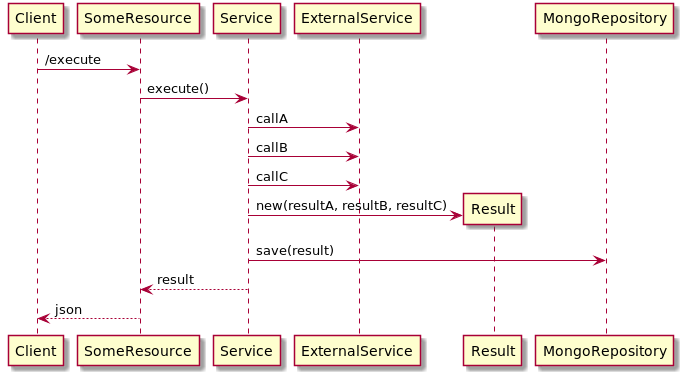 Client SomeResource Service ExternalService MongoRepository
/execute
execute()
callA
callB
callC
new(resultA, resultB, resultC)
Result
save(result)
result
json
Client SomeResource Service ExternalService Result MongoRepository